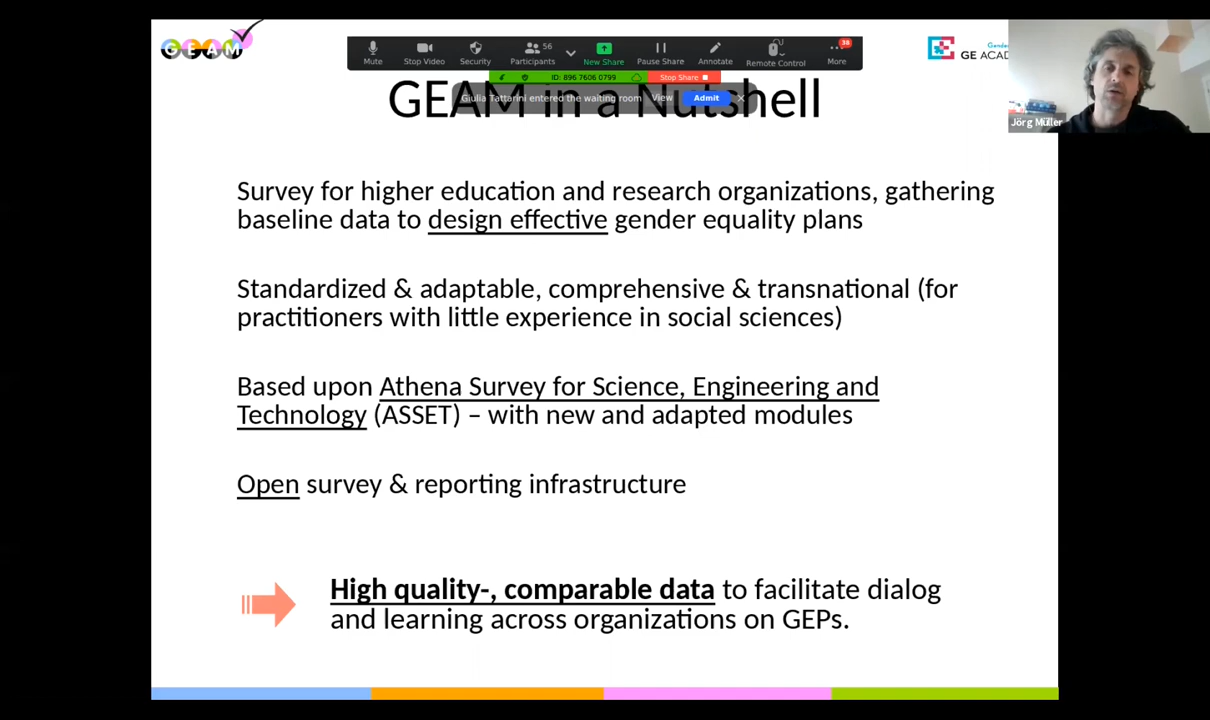 GEAM
56
38
Mute
Stop Video
Security
Participants
New Share
Pause Share
Annotate
Remote Control
More
ID: 896 7606 0799
Stop Share
Giulia Tattarini entered the waiting room
View
Admit
GE ACAD
Jörg Müller
GEAM in a Nutshell
Survey for higher education and research organizations, gathering
baseline data to design effective gender equality plans
Standardized & adaptable, comprehensive & transnational (for
practitioners with little experience in social sciences)
Based upon Athena Survey for Science, Engineering and
Technology (ASSET) – with new and adapted modules
Open survey & reporting infrastructure
High quality-, comparable data to facilitate dialog
and learning across organizations on GEPs.